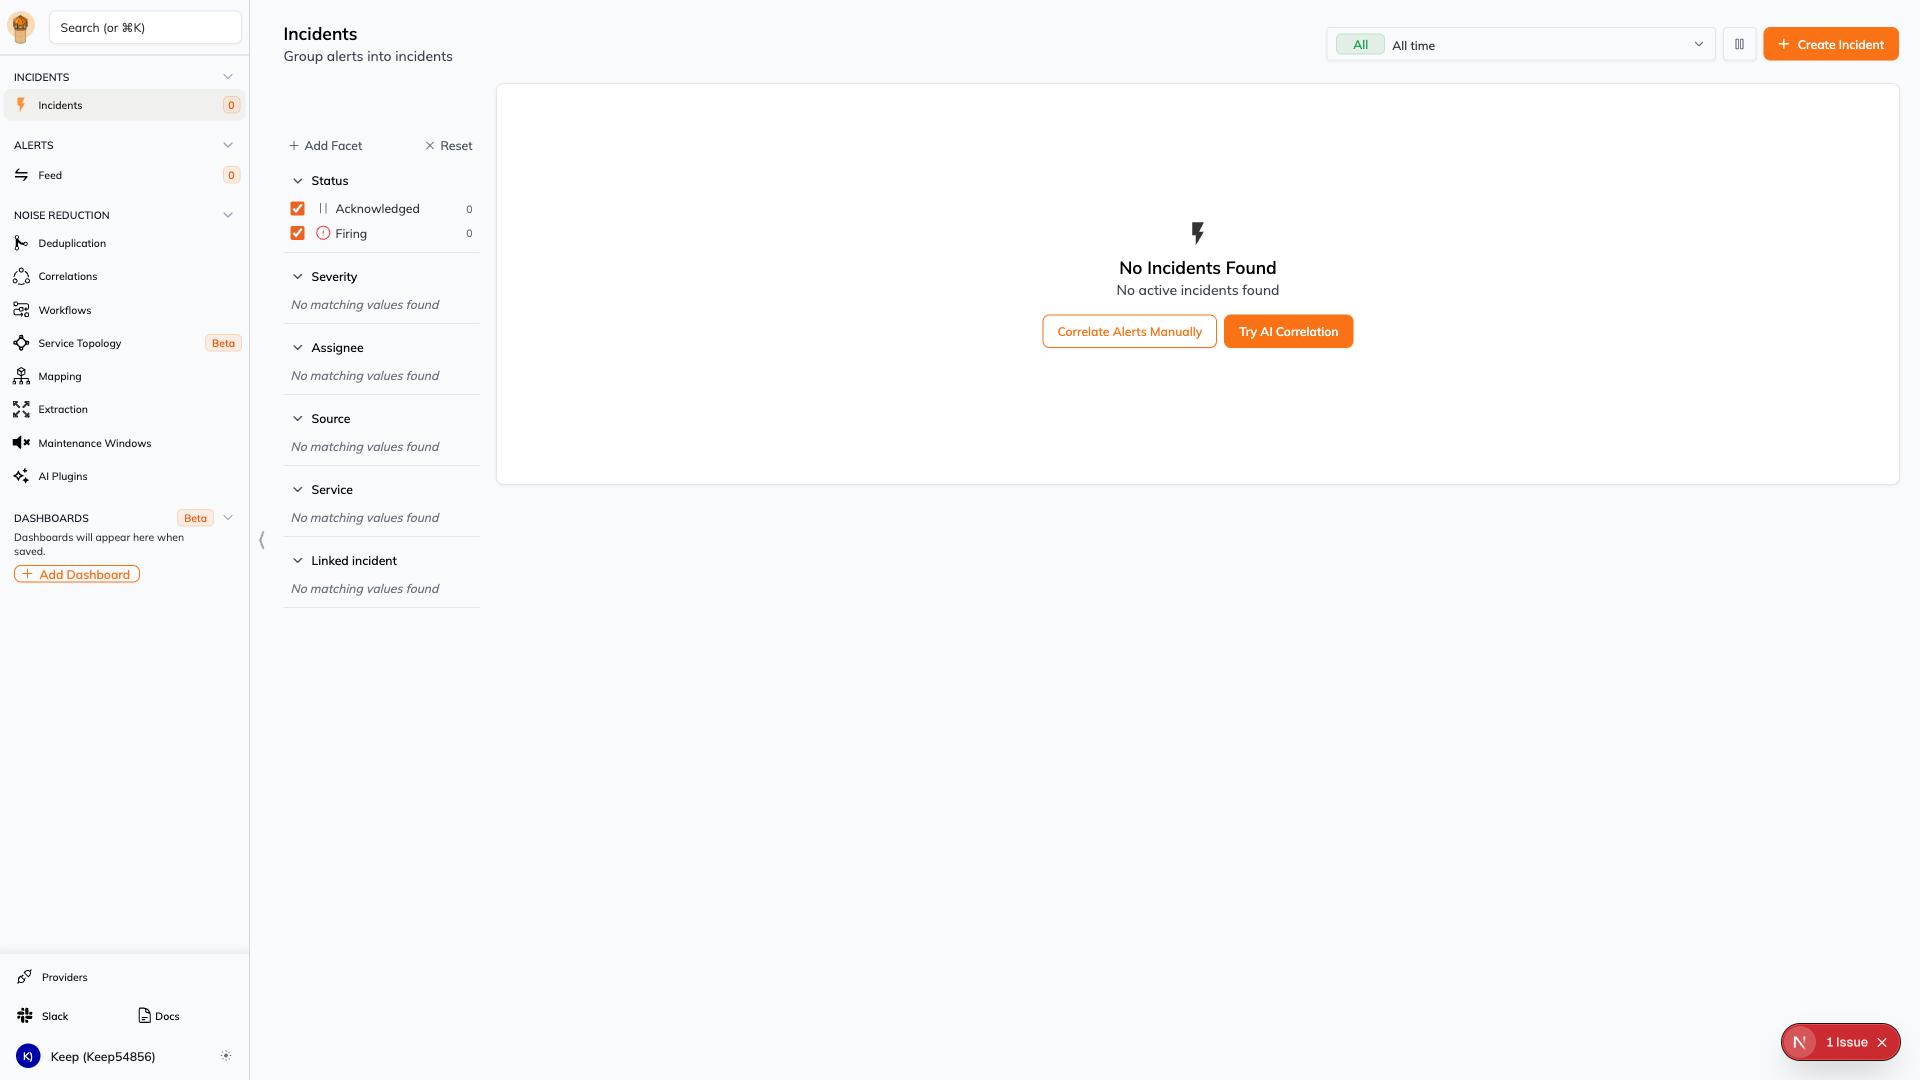 Search (or ⌘K)
INCIDENTS
Incidents
0
ALERTS
Feed
0
NOISE REDUCTION
Deduplication
Correlations
Workflows
Service Topology
Beta
Mapping
Extraction
Maintenance Windows
AI Plugins
DASHBOARDS
Beta
Dashboards will appear here when
saved.
Add Dashboard
Providers
Slack
Docs
K)
Keep (Keep54856)
Incidents
Group alerts into incidents
All
All time
Create Incident
Add Facet
Reset
Status
Acknowledged
0
Firing
0
Severity
No matching values found
Assignee
No matching values found
Source
No matching values found
Service
No matching values found
Linked incident
No matching values found
No Incidents Found
No active incidents found
Correlate Alerts Manually
Try AI Correlation
N
1 Issue